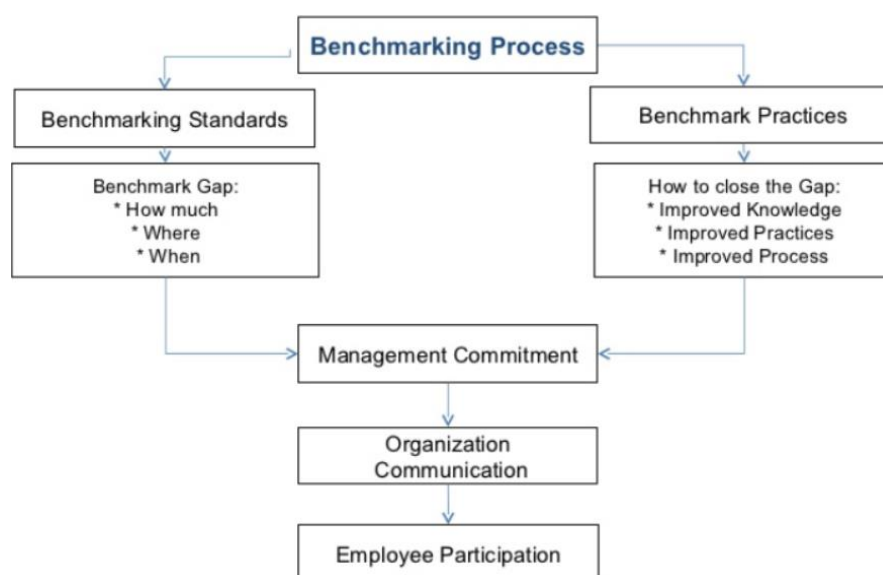 Benchmarking Process
Benchmarking Standards
Benchmark Practices
Benchmark Gap:
* How much
* Where
* When
How to close the Gap:
* Improved Knowledge
* Improved Practices
* Improved Process
Management Commitment
Organization
Communication
Employee Participation